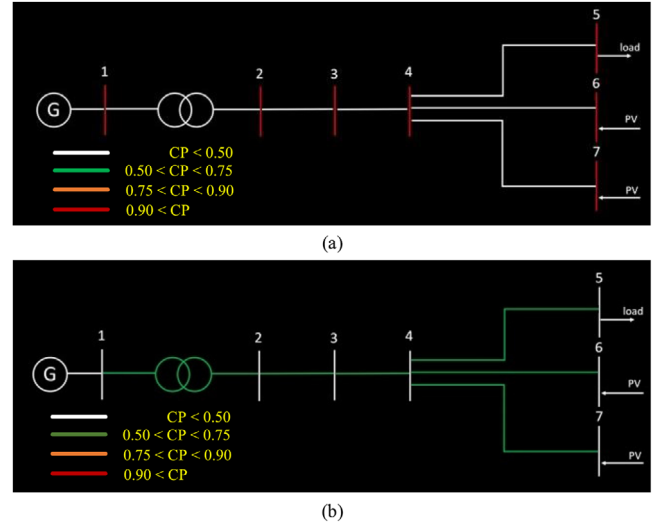 5
load
1
2
3
4
6
G
PV
7
CP < 0.50
0.50 < CP < 0.75
0.75 < CP < 0.90
PV
0.90 < CP
(a)
5
load
1
2
3
4
6
G
PV
7
CP < 0.50
0.50 < CP < 0.75
0.75 < CP < 0.90
PV
0.90 < CP
(b)